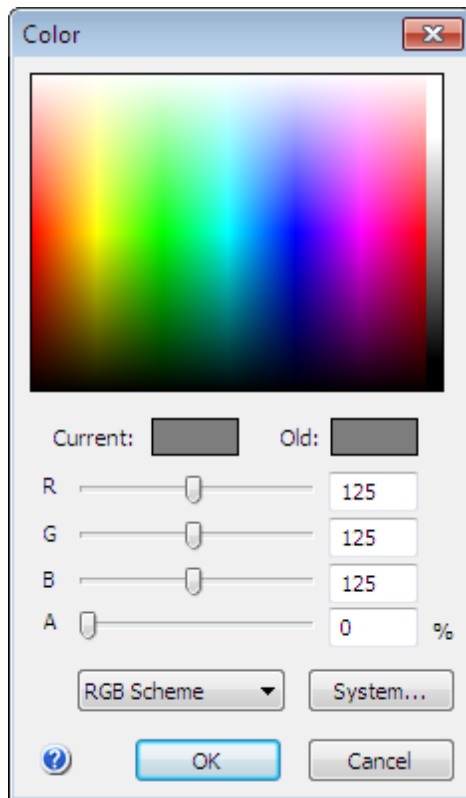 Color
Current: Old:
R 125
G 125
B 125
A 0 %
RGB Scheme System...
? OK Cancel